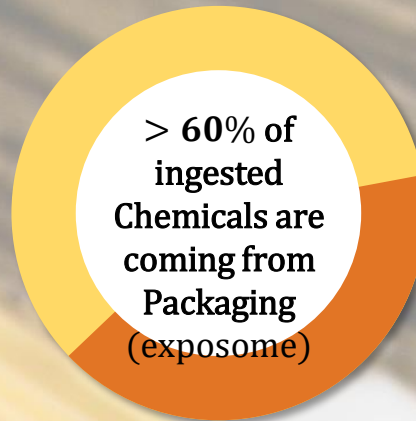 > 60% of
ingested
Chemicals are
coming from
Packaging
(exposome)